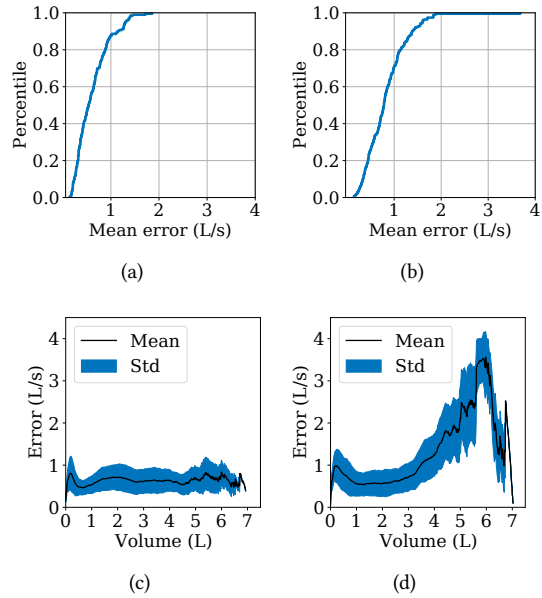 1.0
0.8
0.6
0.4
0.2
0.0
Percentile
1 2 3 4
Mean error (L/s)
(a)
1.0
0.8
0.6
0.4
0.2
0.0
Percentile
1 2 3 4
Mean error (L/s)
(b)
4
3
2
1
0
Error (L/s)
Mean
Std
0 1 2 3 4 5 6 7
Volume (L)
(c)
4
3
2
1
0
Error (L/s)
Mean
Std
0 1 2 3 4 5 6 7
Volume (L)
(d)